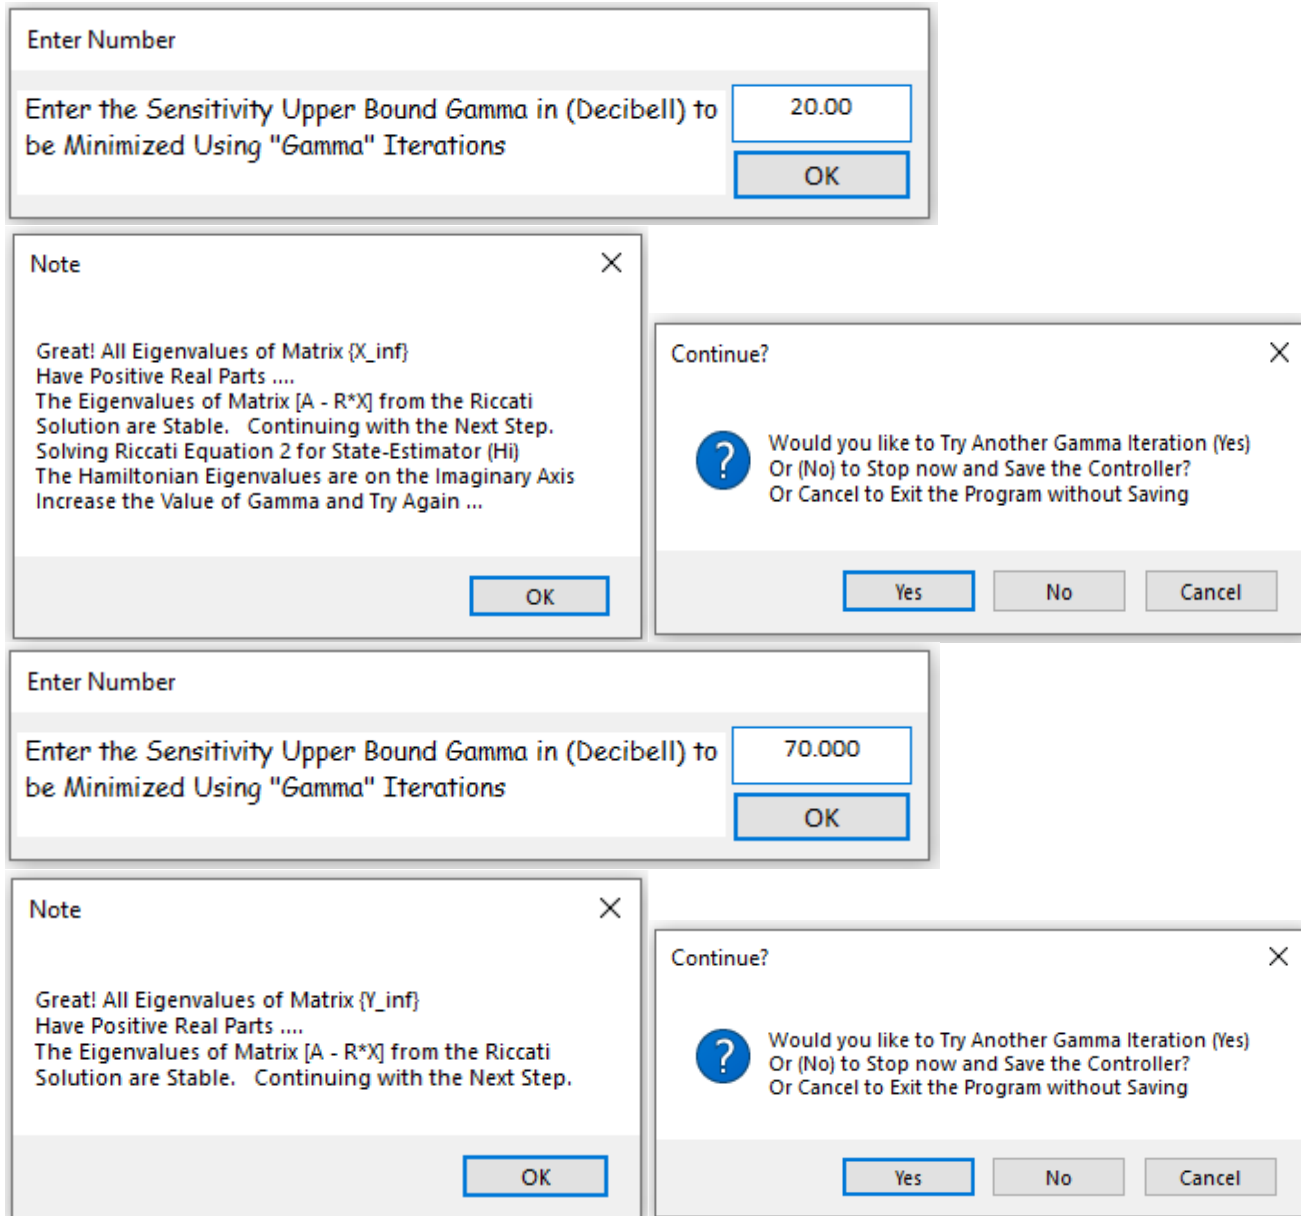 Enter Number
Enter the Sensitivity Upper Bound Gamma in (Decibell) to
be Minimized Using "Gamma" Iterations
20.00
OK
Note
Great! All Eigenvalues of Matrix {X_inf}
Have Positive Real Parts ....
The Eigenvalues of Matrix [A - R*X] from the Riccati
Solution are Stable.   Continuing with the Next Step.
Solving Riccati Equation 2 for State-Estimator (Hi)
The Hamiltonian Eigenvalues are on the Imaginary Axis
Increase the Value of Gamma and Try Again ...
OK
Continue?
Would you like to Try Another Gamma Iteration (Yes)
Or (No) to Stop now and Save the Controller?
Or Cancel to Exit the Program without Saving
Yes
No
Cancel
Enter Number
Enter the Sensitivity Upper Bound Gamma in (Decibell) to
be Minimized Using "Gamma" Iterations
70.000
OK
Note
Great! All Eigenvalues of Matrix {Y_inf}
Have Positive Real Parts ....
The Eigenvalues of Matrix [A - R*X] from the Riccati
Solution are Stable.   Continuing with the Next Step.
OK
Continue?
Would you like to Try Another Gamma Iteration (Yes)
Or (No) to Stop now and Save the Controller?
Or Cancel to Exit the Program without Saving
Yes
No
Cancel